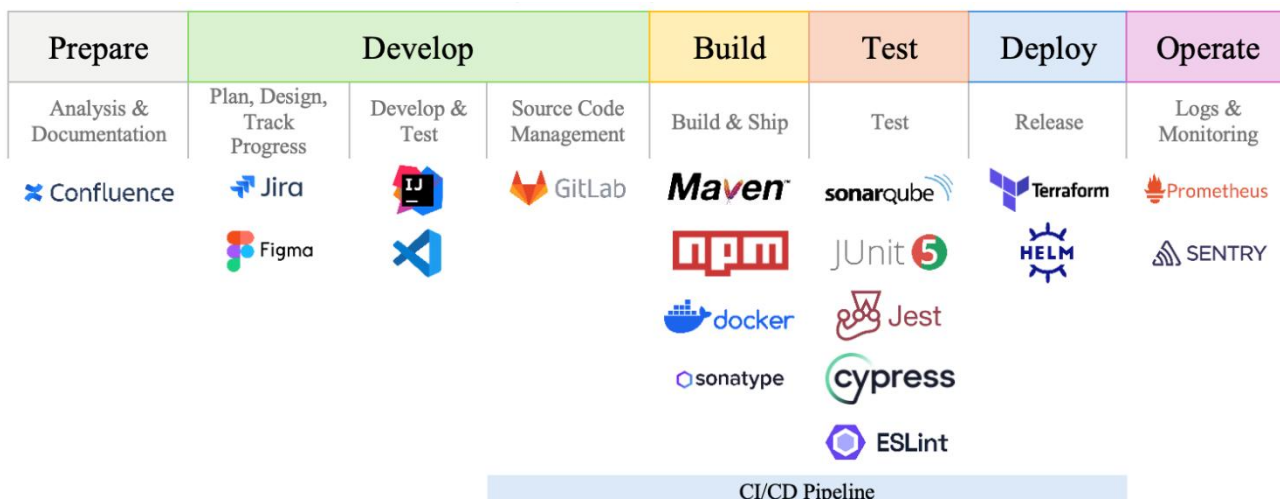 Prepare
Develop
Build
Test
Deploy
Operate
Analysis &
Documentation
Plan, Design,
Track
Progress
Develop &
Test
Source Code
Management
Build & Ship
Test
Release
Logs &
Monitoring
Confluence
Jira
IJ
GitLab
Maven™
sonarqube
Terraform
Prometheus
Figma
npm
JUnit 5
HELM
SENTRY
docker
Jest
sonatype
cypress
ESLint
CI/CD Pipeline